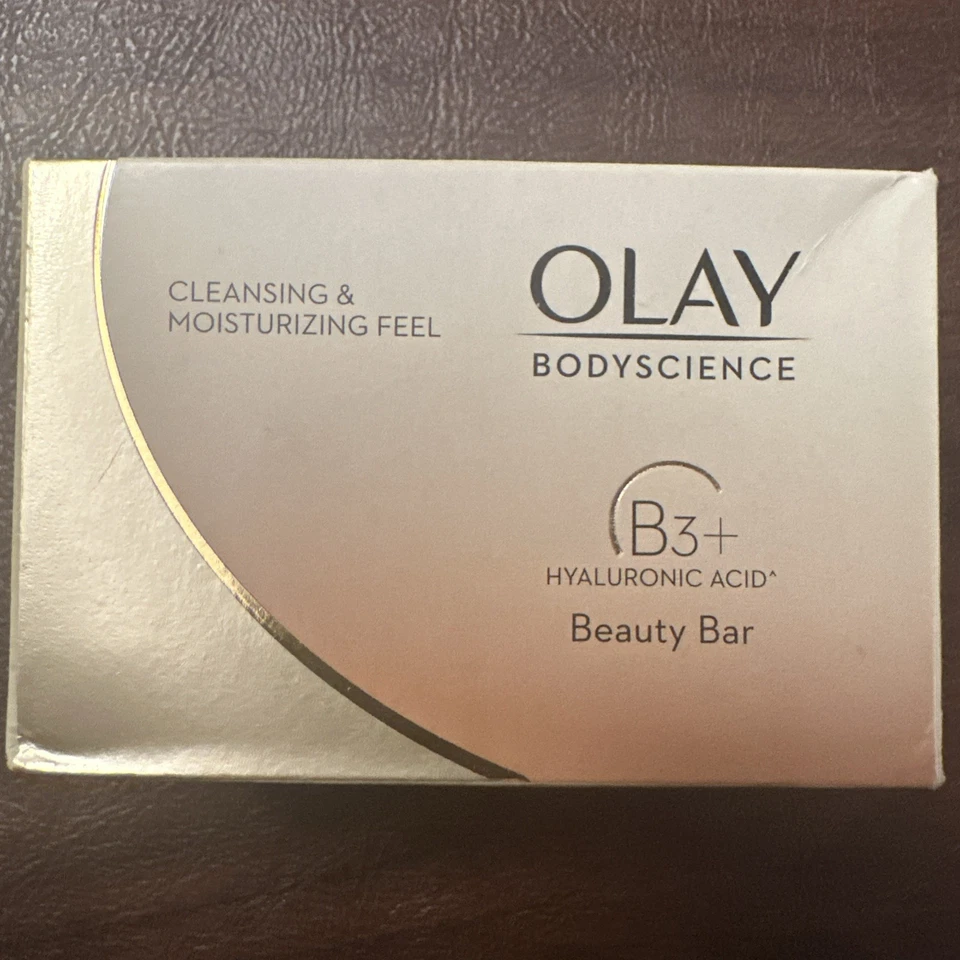 CLEANSING &
MOISTURIZING FEEL
OLAY
BODYSCIENCE
B3+
HYALURONIC ACID^
Beauty Bar